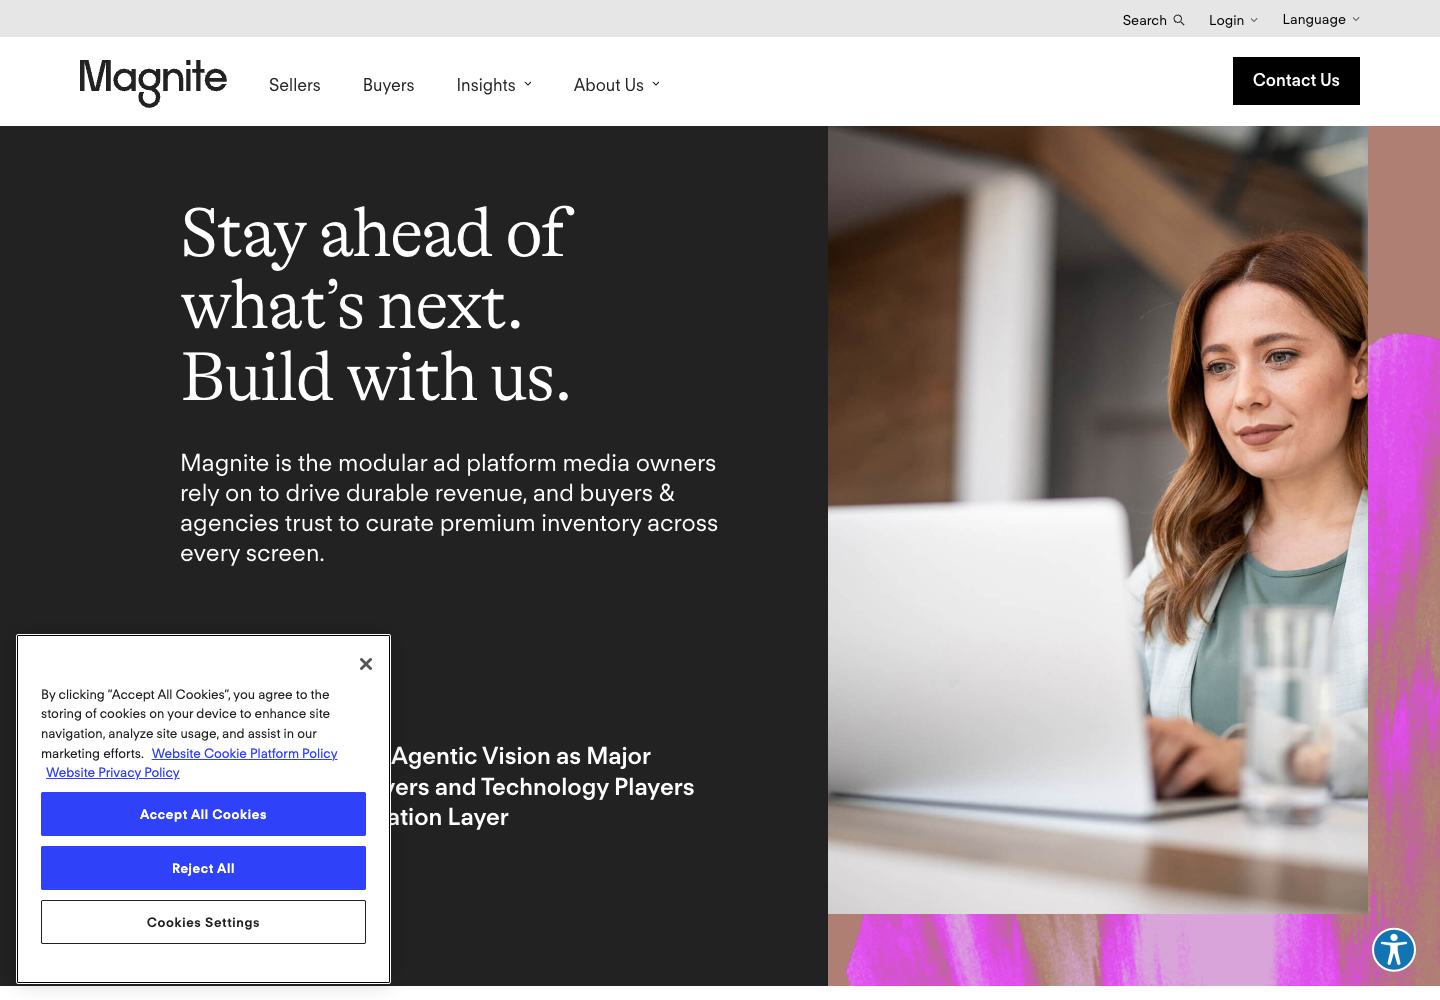 Search
Login
Language
Magnite
Sellers
Buyers
Insights
About Us
Contact Us
Stay ahead of
what’s next.
Build with us.
Magnite is the modular ad platform media owners
rely on to drive durable revenue, and buyers &
agencies trust to curate premium inventory across
every screen.
Agentic Vision as Major
and Technology Players
Layer
By clicking “Accept All Cookies”, you agree to the
storing of cookies on your device to enhance site
navigation, analyze site usage, and assist in our
marketing efforts. Website Cookie Platform Policy
Website Privacy Policy
Accept All Cookies
Reject All
Cookies Settings